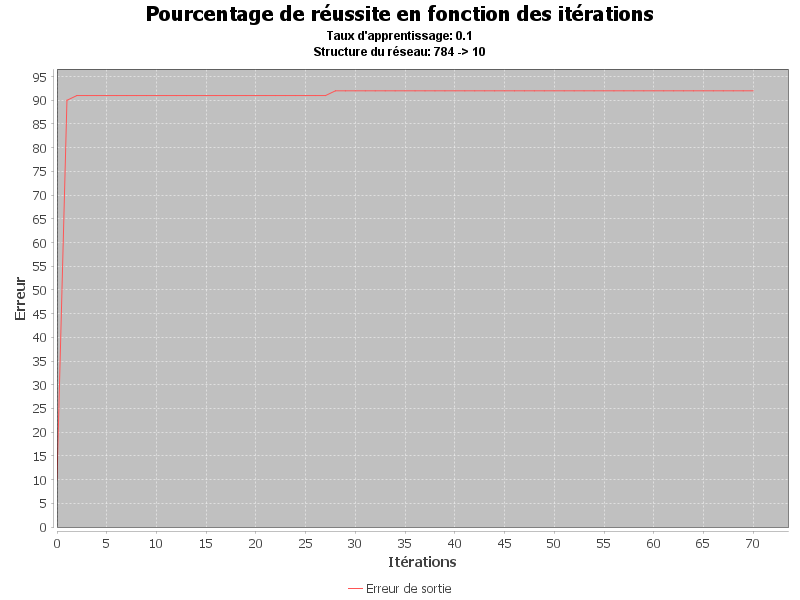 Pourcentage de réussite en fonction des itérations
Taux d'apprentissage: 0.1
Structure du réseau: 784 -> 10
Erreur
95
90
85
80
75
70
65
60
55
50
45
40
35
30
25
20
15
10
5
0
0 5 10 15 20 25 30 35 40 45 50 55 60 65 70
Itérations
Erreur de sortie